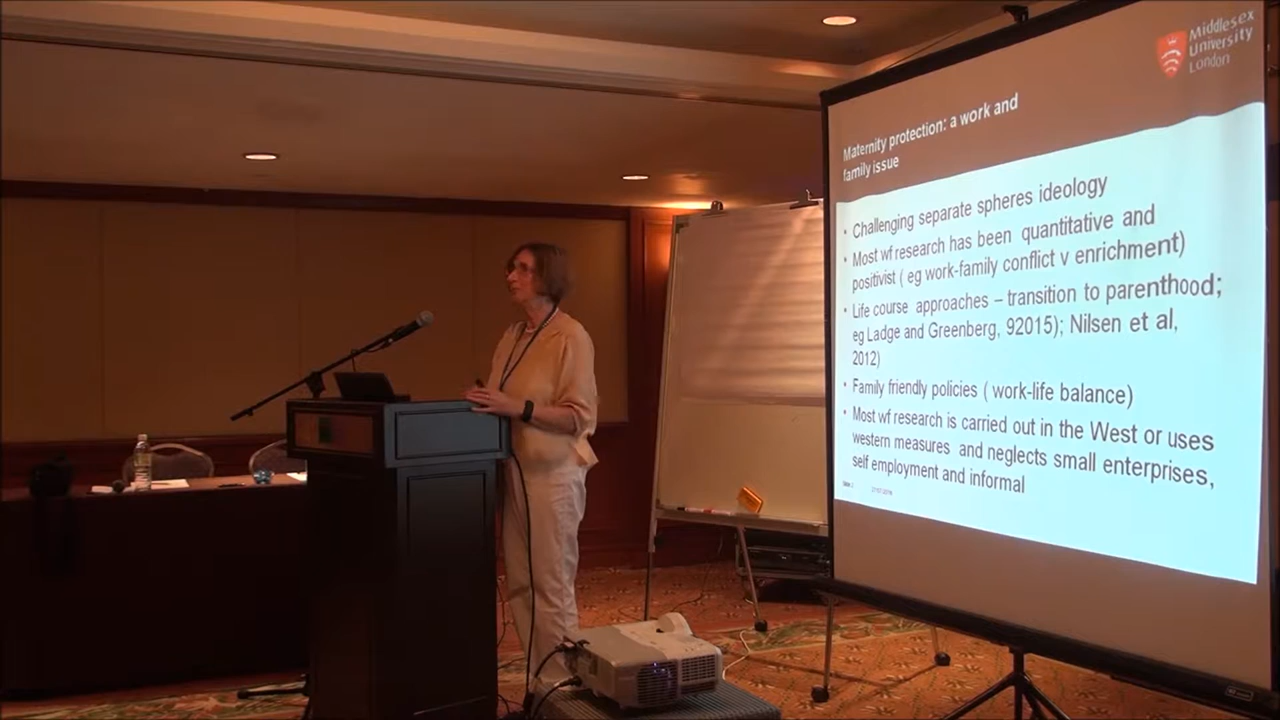 Middlesex
University
London
Maternity protection: a work and
family issue
• Challenging separate spheres ideology
• Most wf research has been quantitative and
positivist ( eg work-family conflict v enrichment)
• Life course approaches – transition to parenthood;
eg Ladge and Greenberg, 92015); Nilsen et al,
2012)
• Family friendly policies ( work-life balance)
• Most wf research is carried out in the West or uses
western measures and neglects small enterprises,
self employment and informal